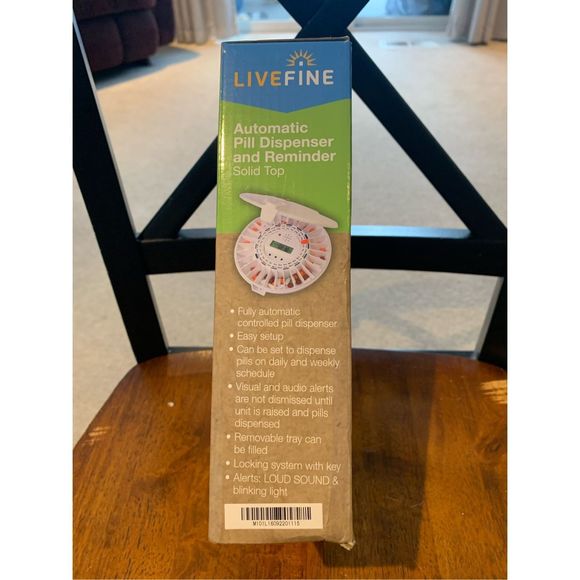 LIVEFINE
Automatic
Pill Dispenser
and Reminder
Solid Top
• Fully automatic
controlled pill dispenser
• Easy setup
• Can be set to dispense
pills on daily and weekly
schedule
• Visual and audio alerts
are not dismissed until
unit is raised and pills
dispensed
• Removable tray can
be filled
• Locking system with key
• Alerts: LOUD SOUND &
blinking light
M101L16092201115